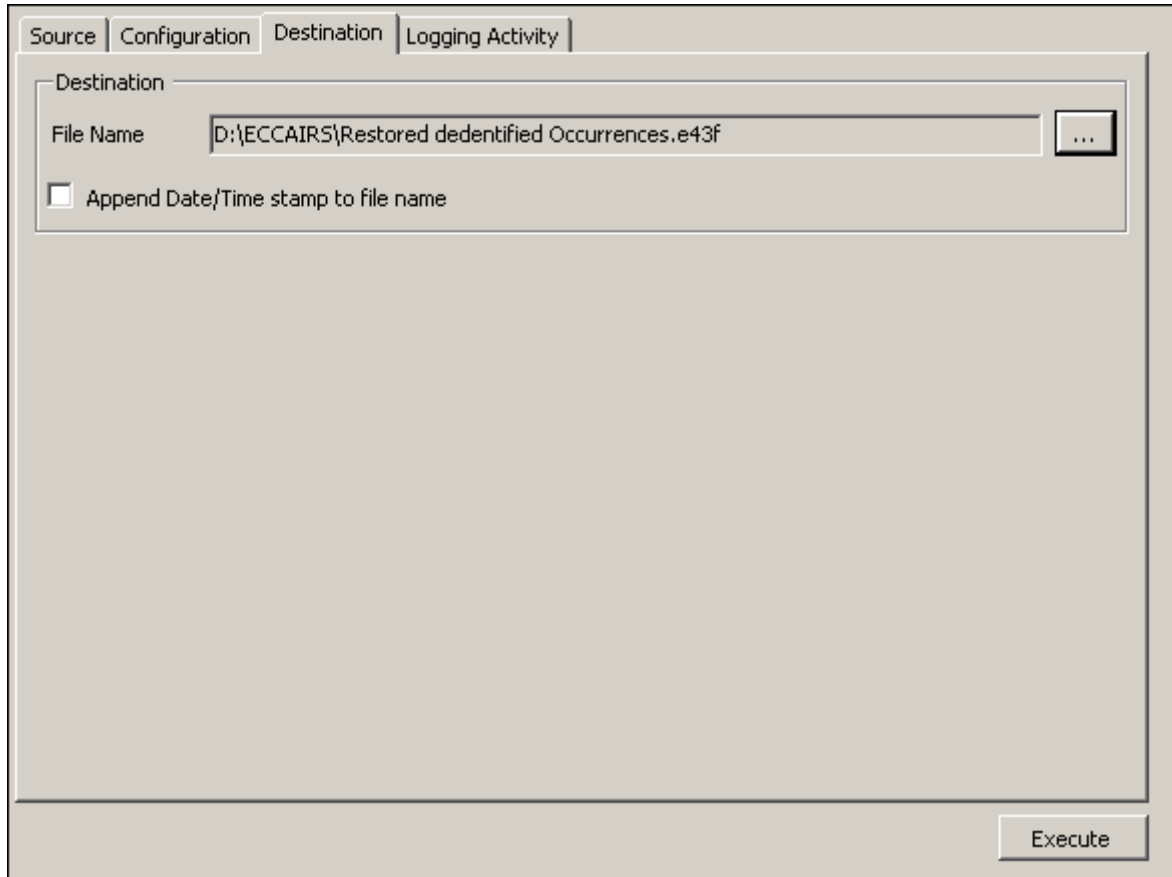 Source Configuration Destination Logging Activity
Destination
File Name D:\ECCAIRS\Restored dedentified Occurrences.e43f ...
Append Date/Time stamp to file name
Execute